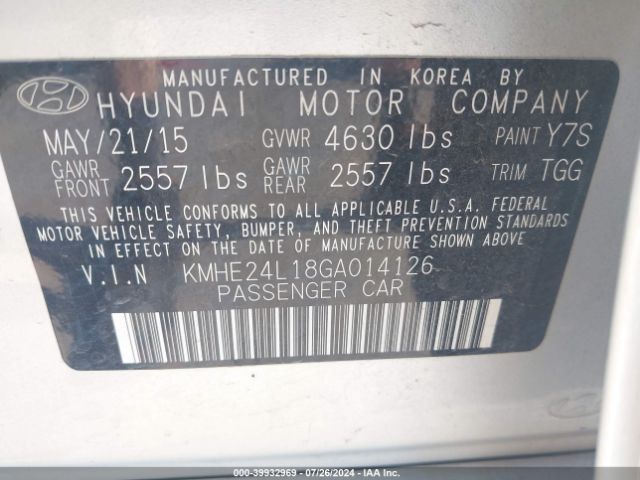 MANUFACTURED IN KOREA BY
HYUNDAI MOTOR COMPANY
MAY/21/15 GVWR 4630 lbs PAINT Y7S
GAWR FRONT 2557 lbs GAWR REAR 2557 lbs TRIM TGG
THIS VEHICLE CONFORMS TO ALL APPLICABLE U.S.A. FEDERAL
MOTOR VEHICLE SAFETY, BUMPER, AND THEFT PREVENTION STANDARDS
IN EFFECT ON THE DATE OF MANUFACTURE SHOWN ABOVE
V.I.N KMHE24L18GA014126
PASSENGER CAR
000-39932969 - 07/26/2024 - IAAI.COM